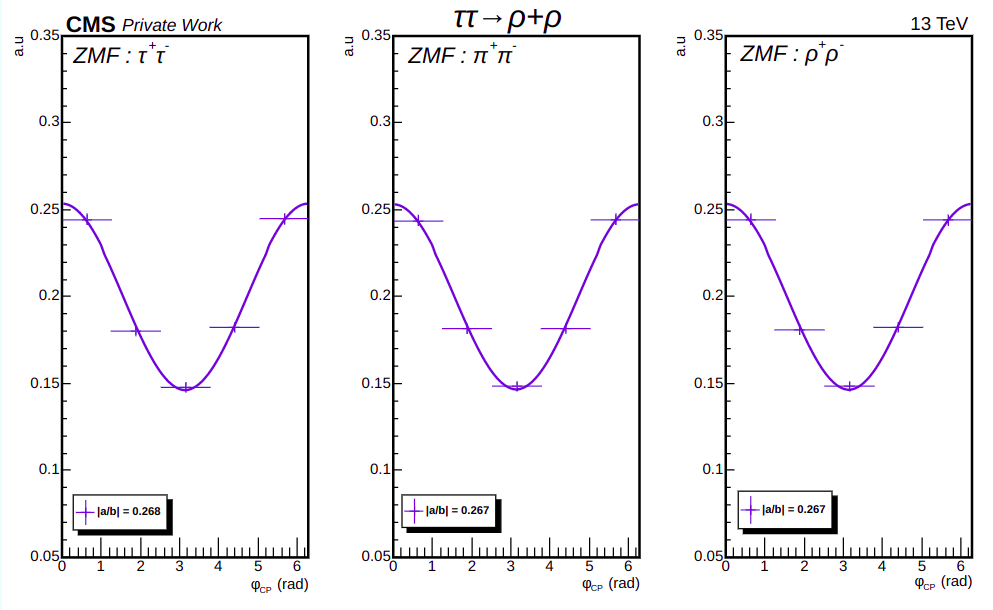 CMS Private Work
ττ→ρ+ρ
13 TeV
a.u
0.35
0.3
0.25
0.2
0.15
0.1
0.05
ZMF : τ⁺τ⁻
|a/b| = 0.268
0 1 2 3 4 5 6
φCP (rad)
a.u
0.35
0.3
0.25
0.2
0.15
0.1
0.05
ZMF : π⁺π⁻
|a/b| = 0.267
0 1 2 3 4 5 6
φCP (rad)
a.u
0.35
0.3
0.25
0.2
0.15
0.1
0.05
ZMF : ρ⁺ρ⁻
|a/b| = 0.267
0 1 2 3 4 5 6
φCP (rad)